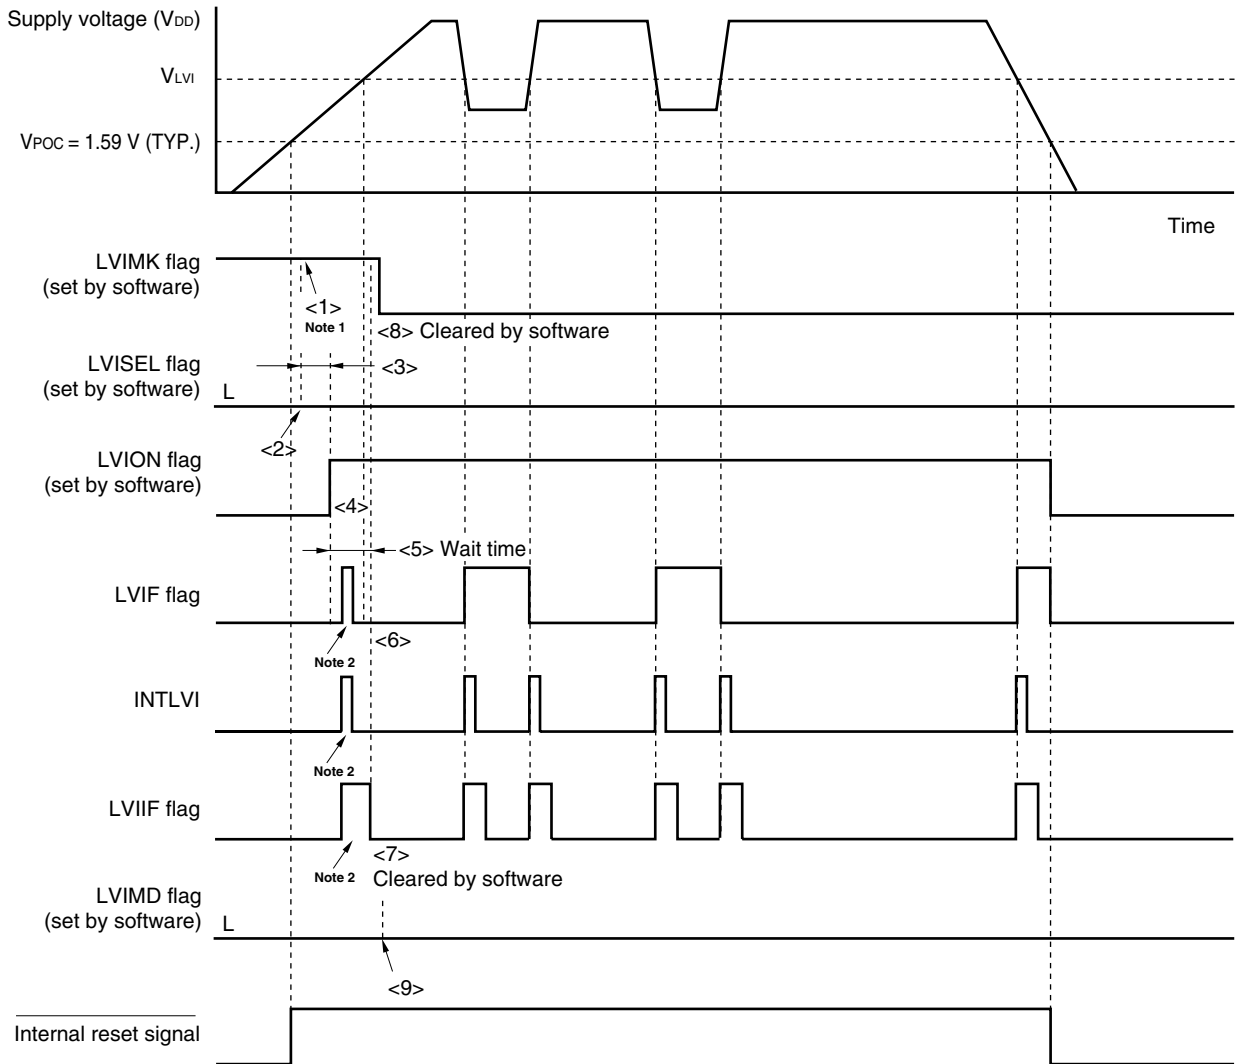 Supply voltage (VDD)
VLVI
VPOC = 1.59 V (TYP.)
Time
LVIMK flag
(set by software)
<1>
Note 1
<8> Cleared by software
LVISEL flag
(set by software)
L
<3>
<2>
LVION flag
(set by software)
<4>
<5> Wait time
LVIF flag
<6>
Note 2
INTLVI
Note 2
LVIIF flag
<7>
Note 2
Cleared by software
LVIMD flag
(set by software)
L
<9>
Internal reset signal